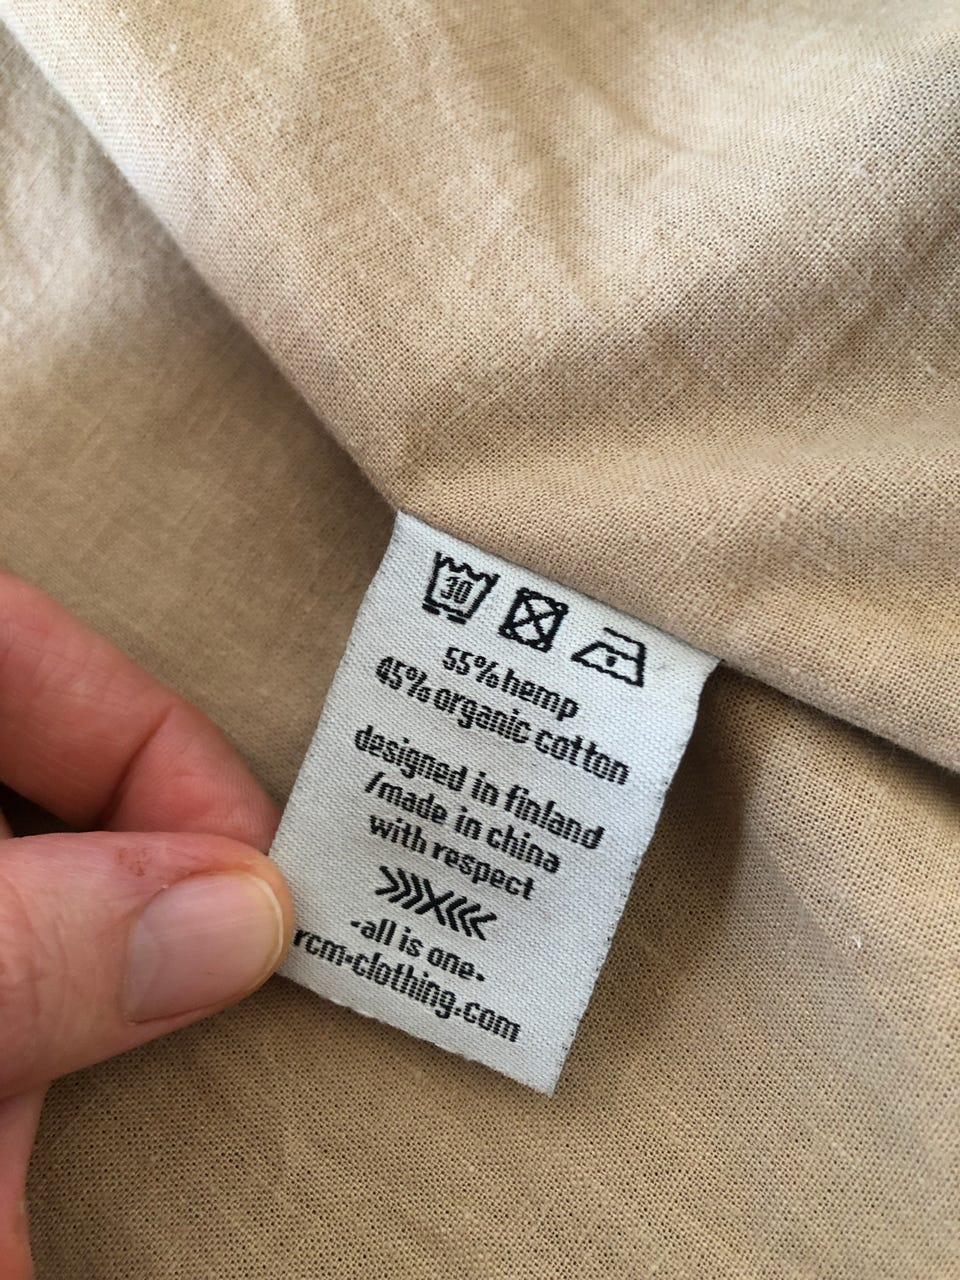 30
55% hemp
45% organic cotton
designed in finland
/made in china
with respect
-all is one-
rcm-clothing.com